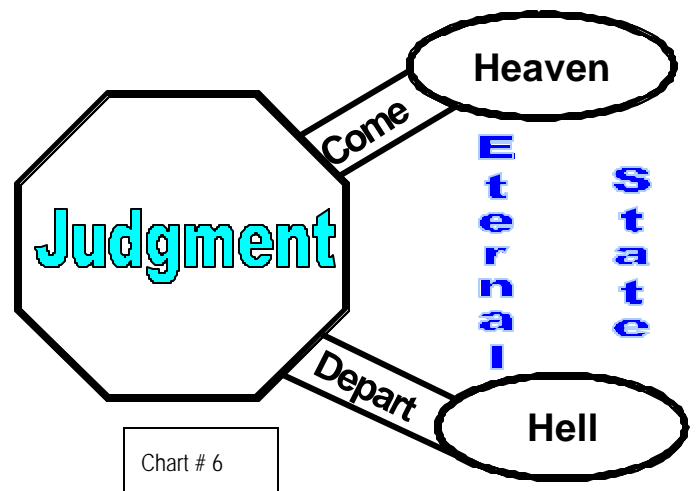 Heaven
Come
Eternal
State
Judgment
Depart
Hell
Chart # 6